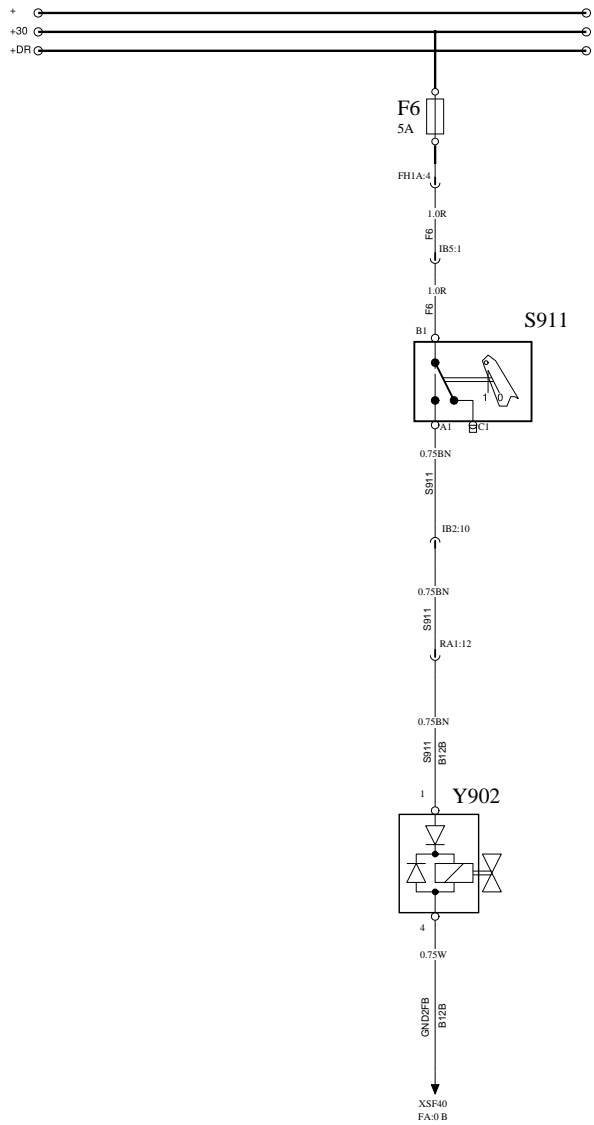 +
+30
+DR
F6
5A
FH1A:4
1.0R
F6
IB5:1
1.0R
F6
S911
B1
1 0
A1
C1
0.75BN
S911
IB2:10
0.75BN
S911
RA1:12
0.75BN
S911
B12B
1
Y902
4
0.75W
GND2FB
B12B
XSF40
FA:0 B